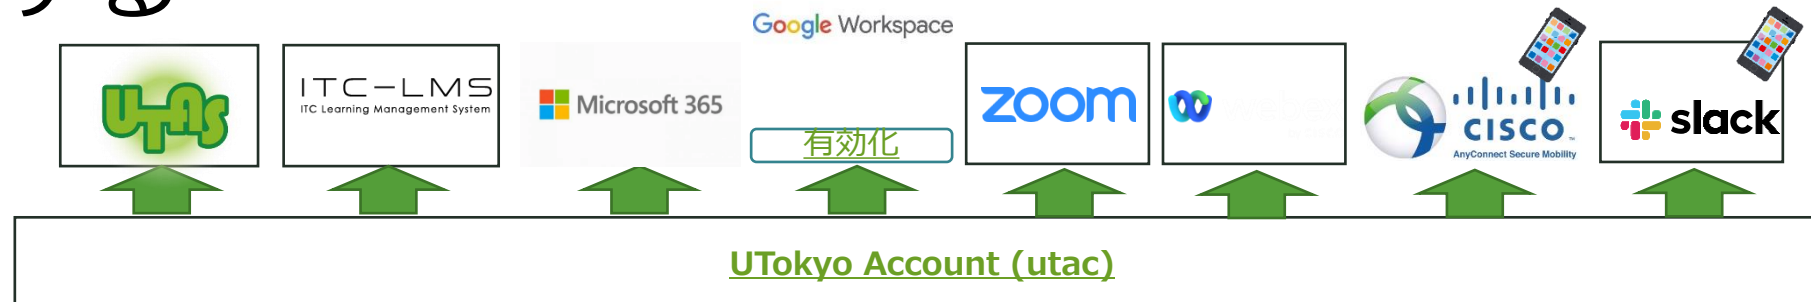 Google Workspace
UTAS
ITC-LMS
ITC Learning Management System
Microsoft 365
有効化
zoom
CISCO
AnyConnect Secure Mobility
slack
UTokyo Account (utac)